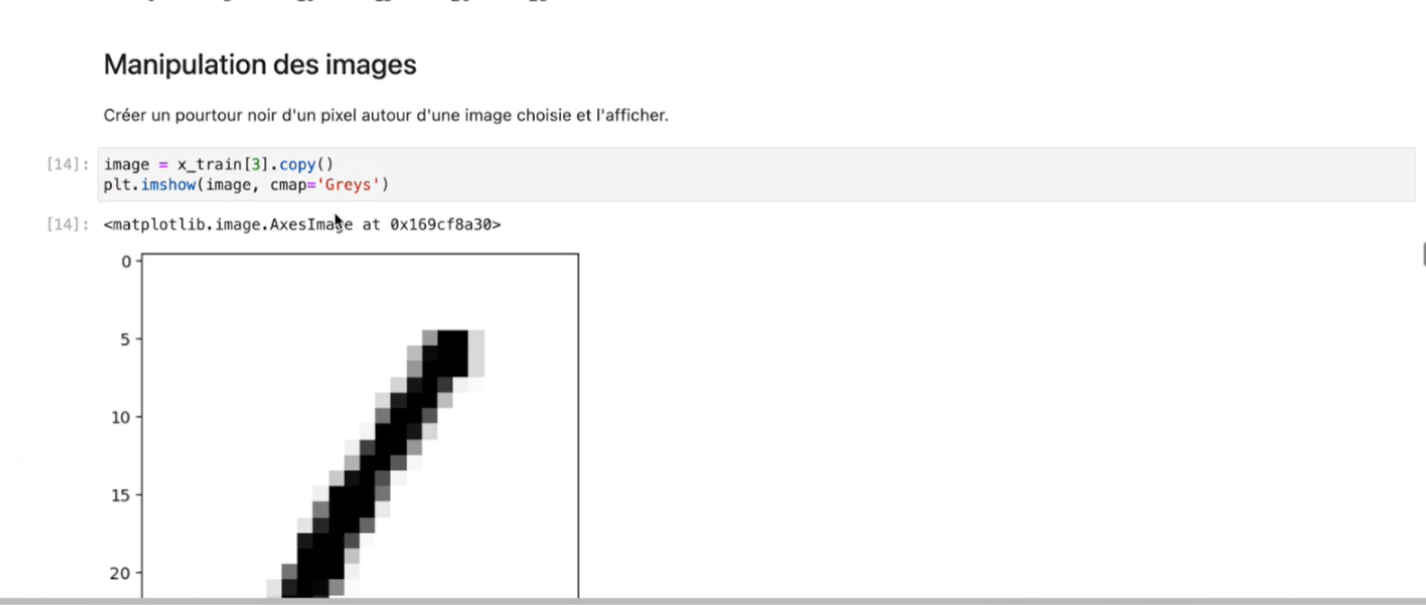 Manipulation des images
Créer un pourtour noir d'un pixel autour d'une image choisie et l'afficher.
[14]: image = x_train[3].copy()
plt.imshow(image, cmap='Greys')
[14]: <matplotlib.image.AxesImage at 0x169cf8a30>
0
5
10
15
20